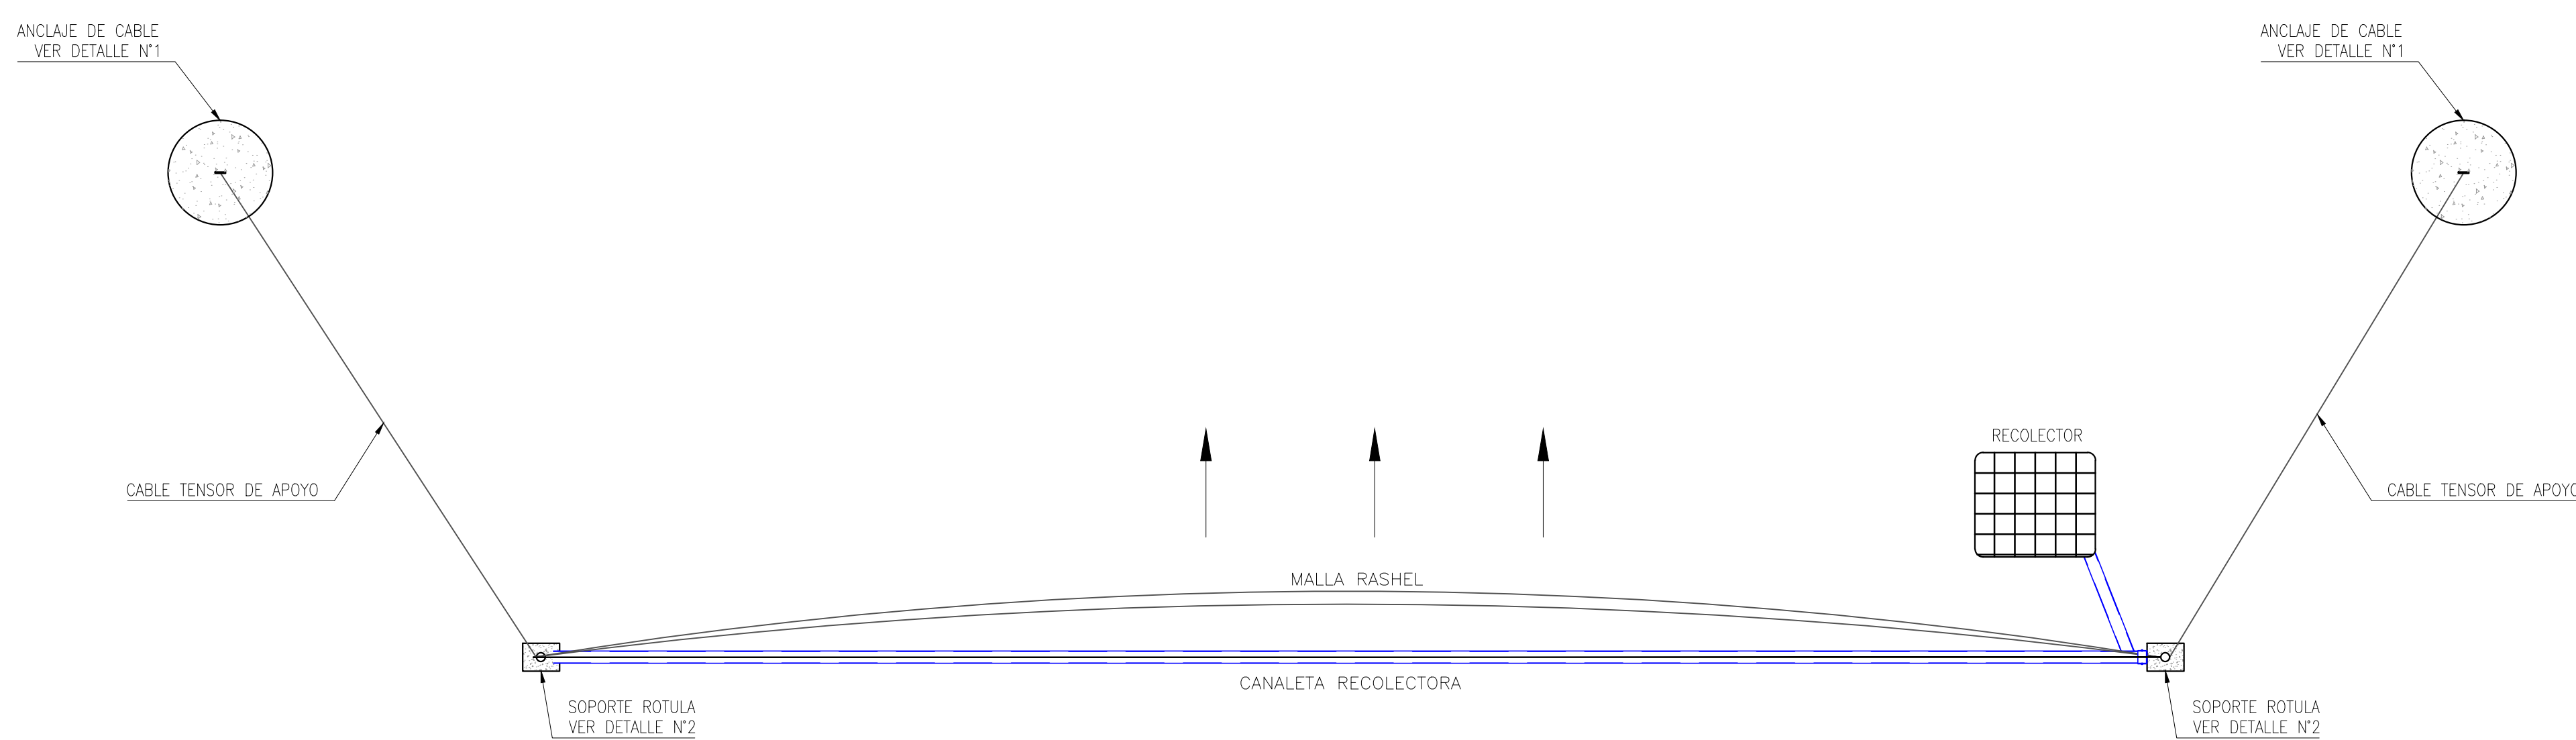 ANCLAJE DE CABLE
VER DETALLE N°1
ANCLAJE DE CABLE
VER DETALLE N°1
RECOLECTOR
CABLE TENSOR DE APOYO
CABLE TENSOR DE APOYO
MALLA RASHEL
CANALETA RECOLECTORA
SOPORTE ROTULA
VER DETALLE N°2
SOPORTE ROTULA
VER DETALLE N°2